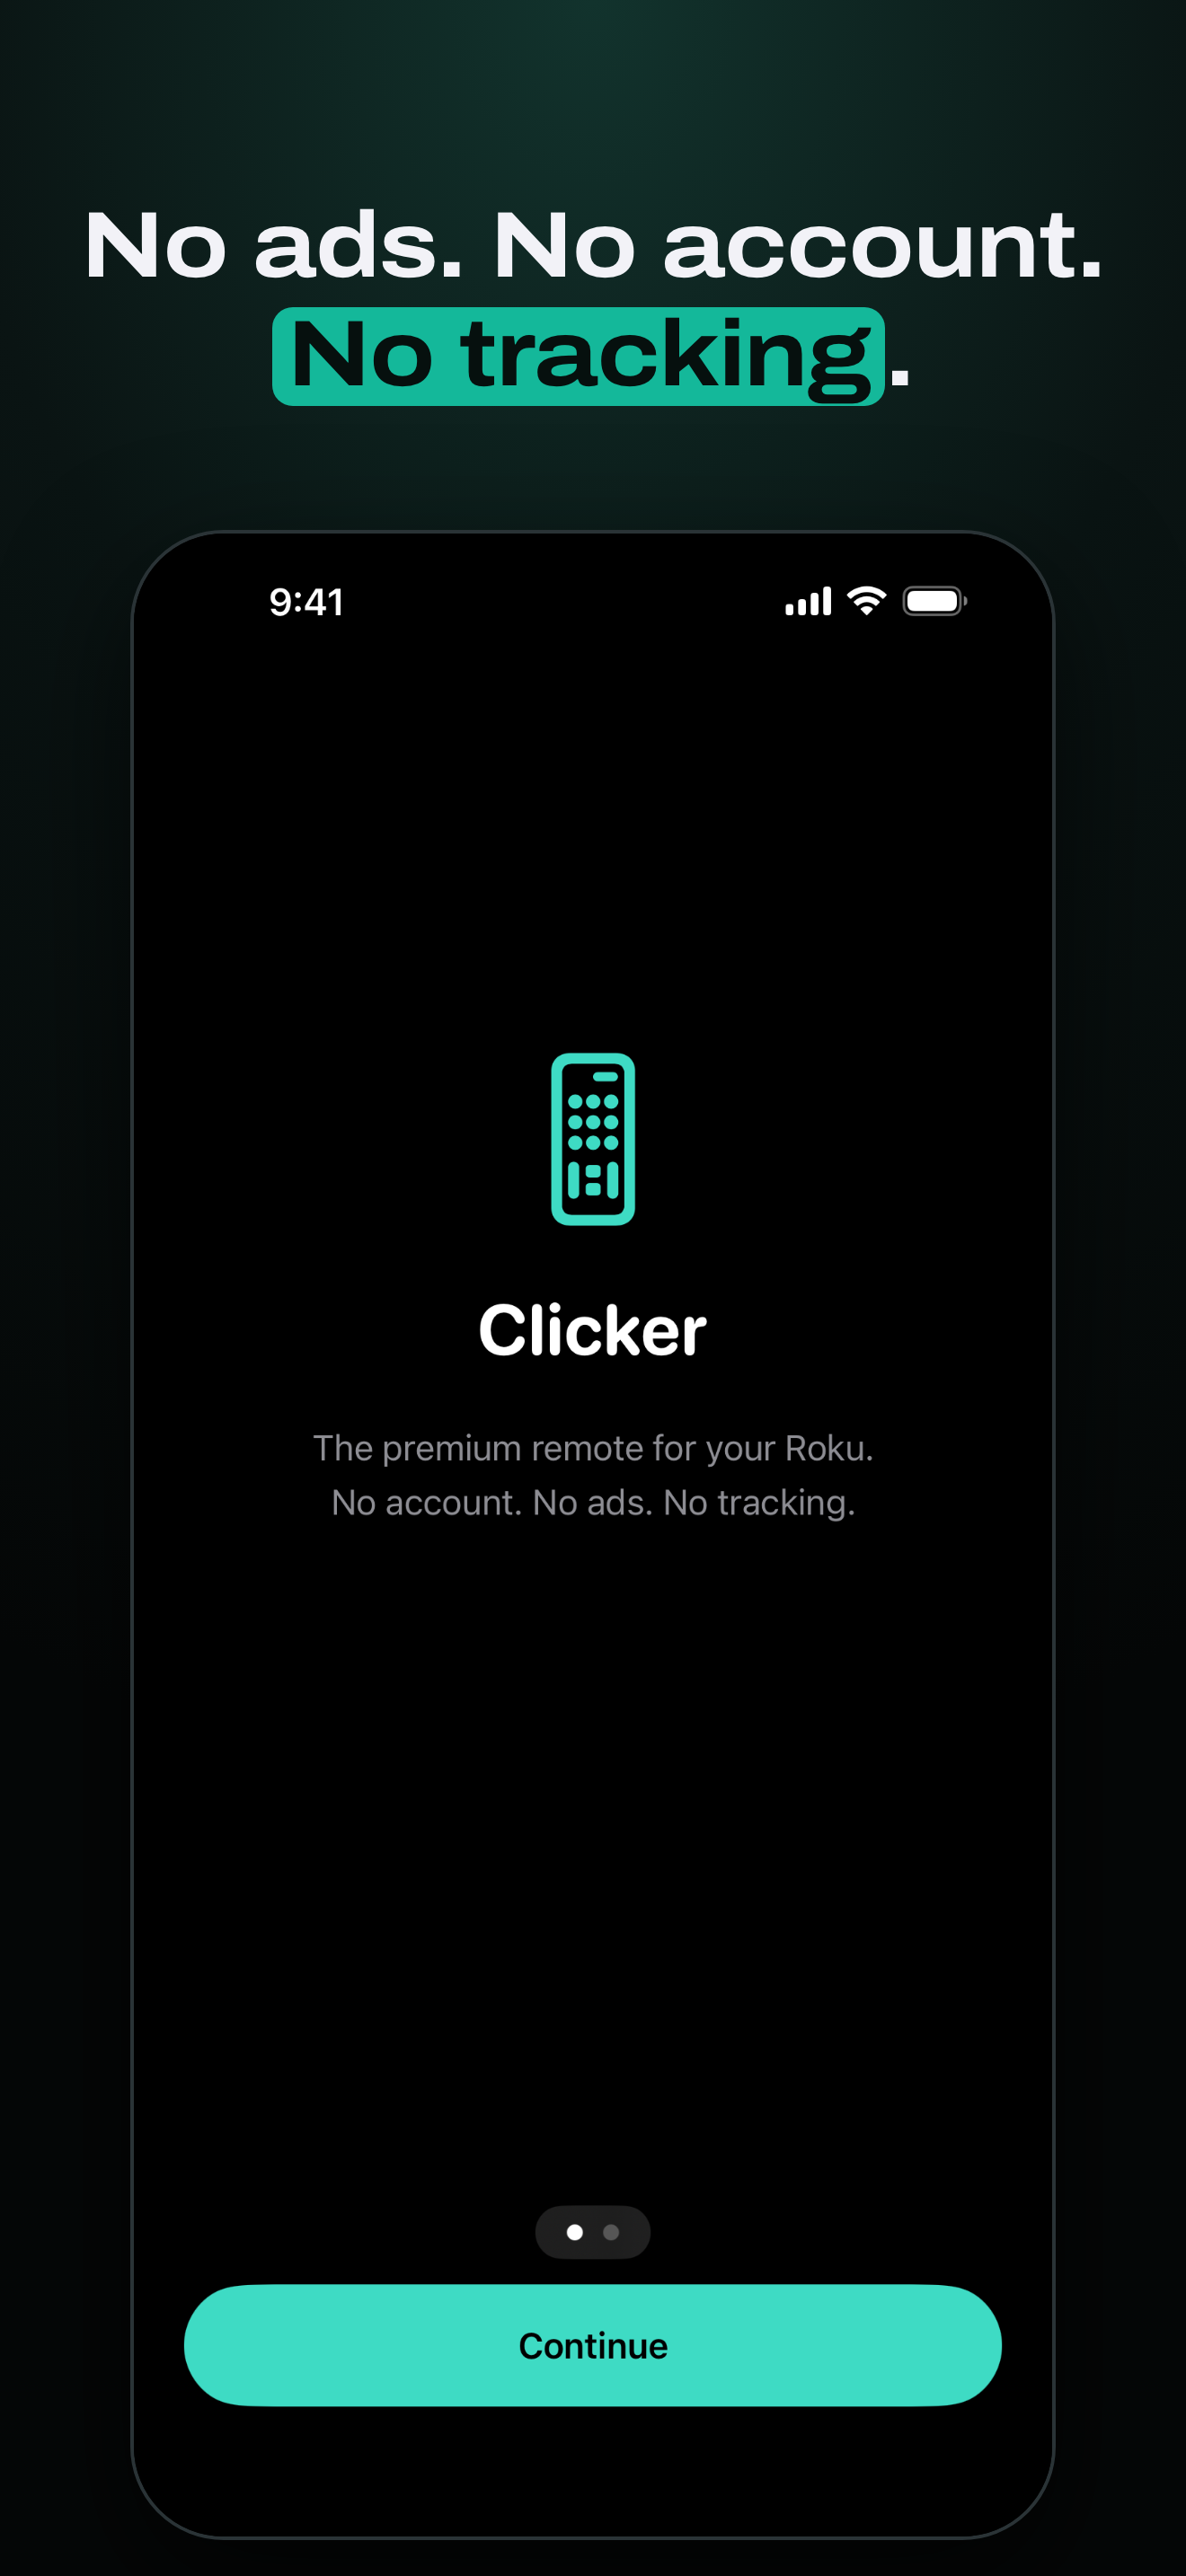 No ads. No account.
No tracking.
9:41
Clicker
The premium remote for your Roku.
No account. No ads. No tracking.
Continue